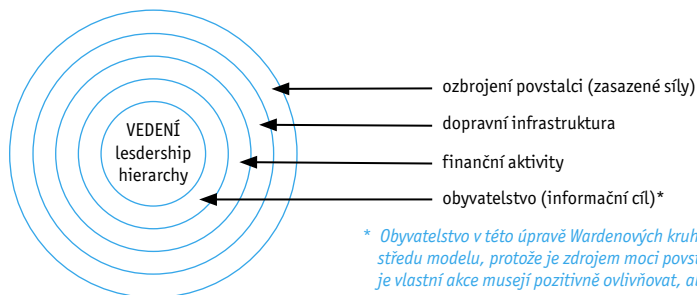 VEDENÍ
lesdership
hierarchy
ozbrojení povstalci (zasazené síly)
dopravní infrastruktura
finanční aktivity
obyvatelstvo (informační cíl)*
* Obyvatelstvo v této úpravě Wardenových kruh
středu modelu, protože je zdrojem moci povst
je vlastní akce musejí pozitivně ovlivňovat, a